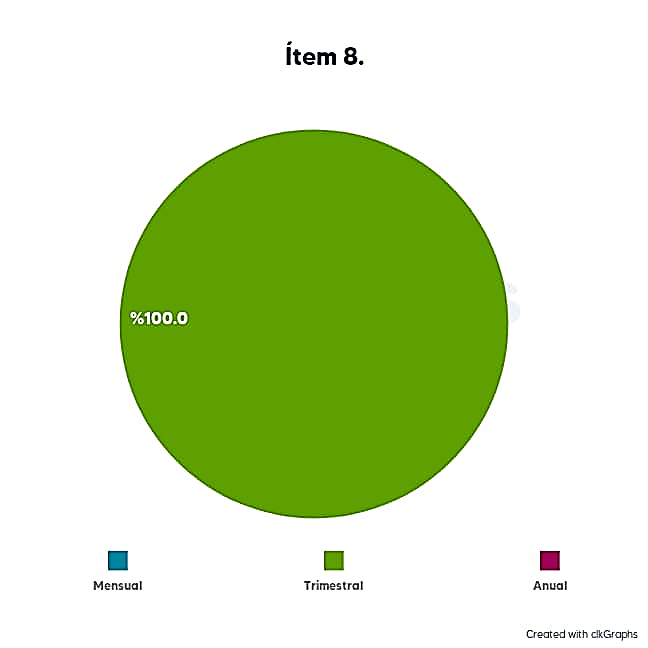 Ítem 8.
%100.0
Mensual
Trimestral
Anual
Created with clkGraphs